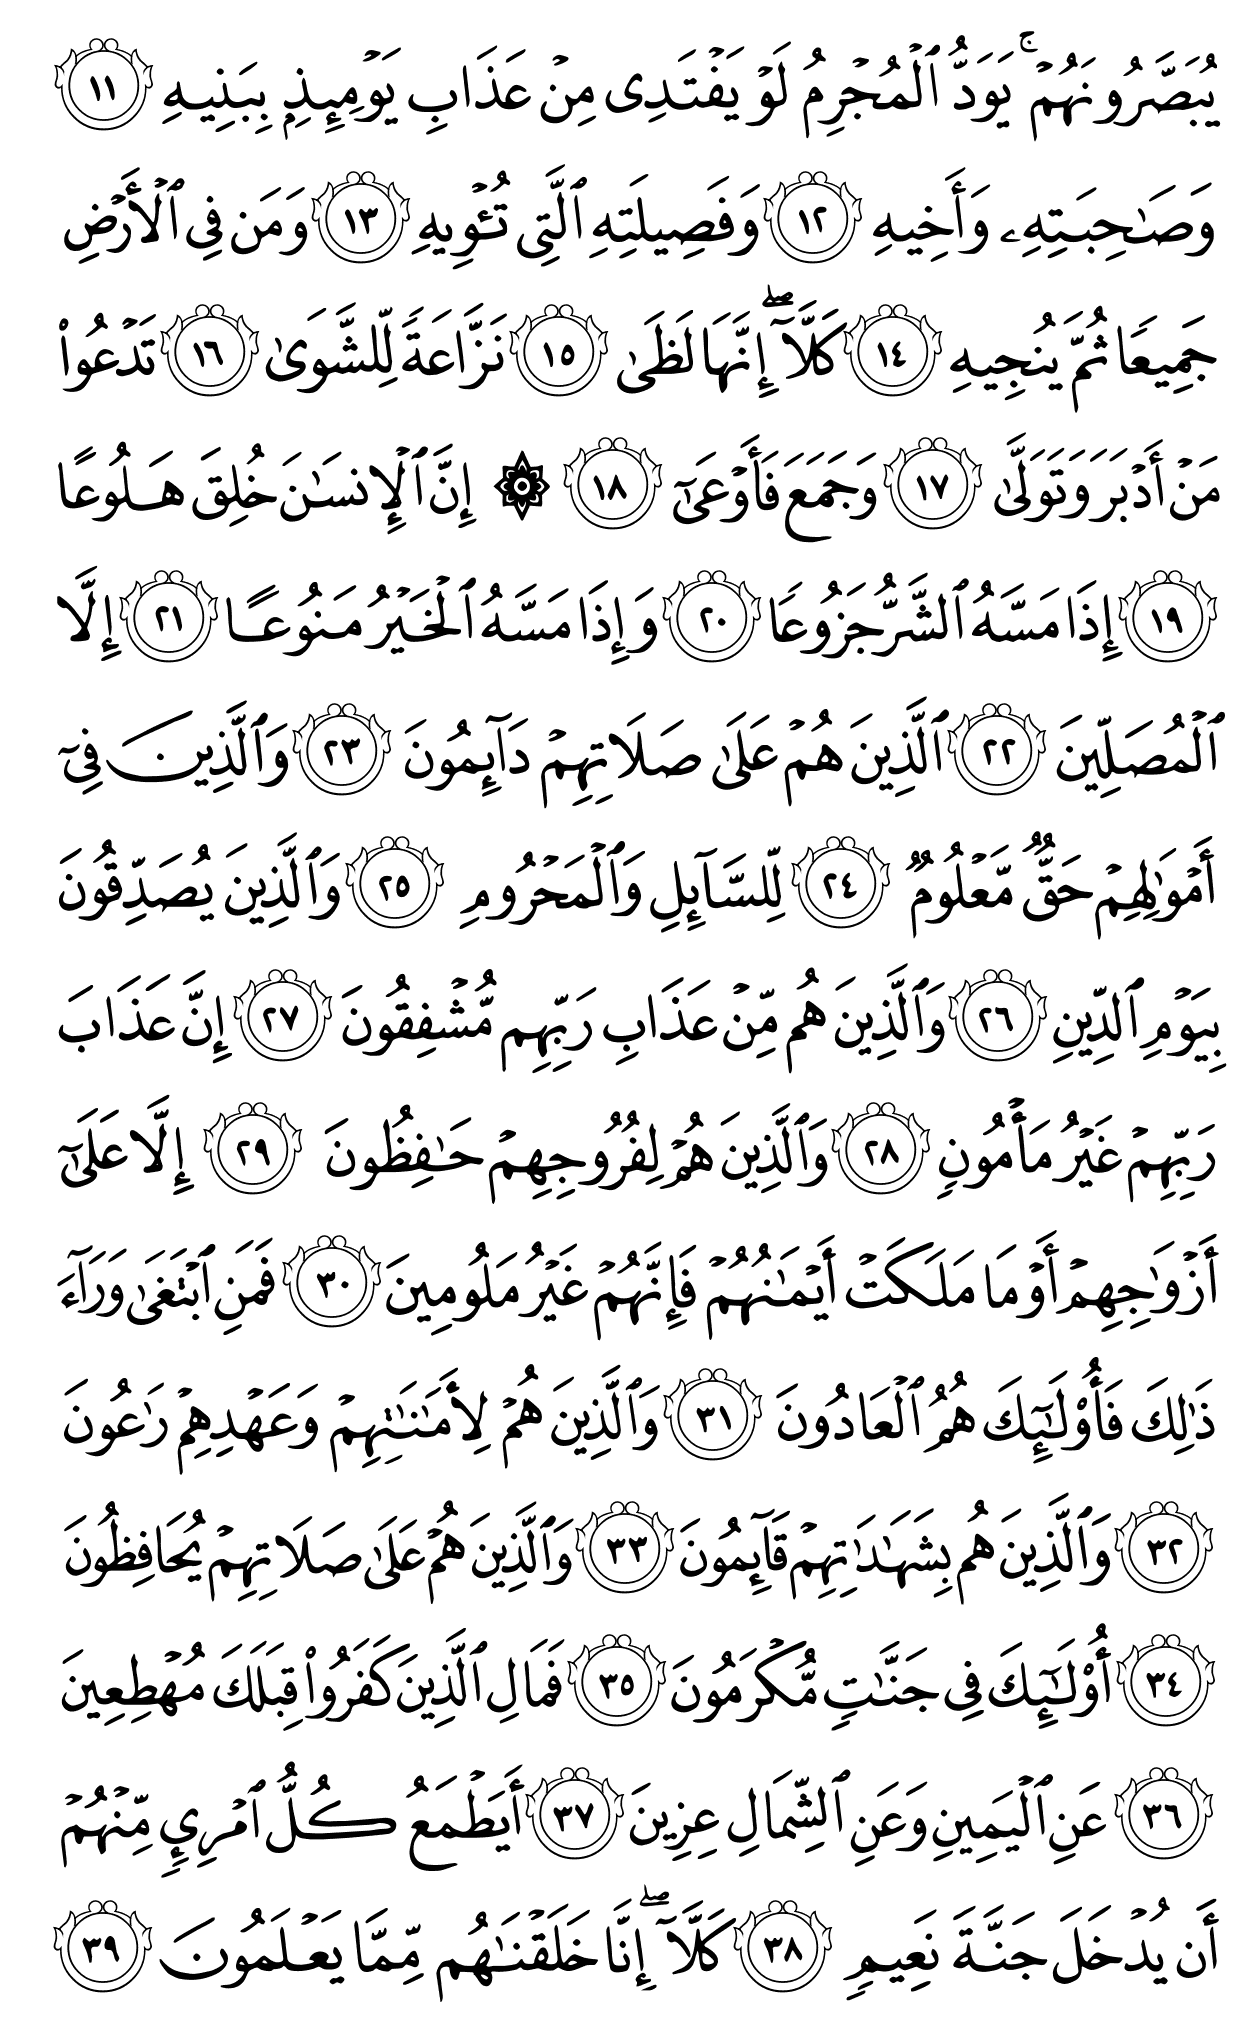 يُبَصَّرُونَهُمْ ۚ يَوَدُّ ٱلْمُجْرِمُ لَوْ يَفْتَدِى مِنْ عَذَابِ يَوْمِئِذٍۭ بِبَنِيهِ ١١
وَصَـٰحِبَتِهِۦ وَأَخِيهِ ١٢ وَفَصِيلَتِهِ ٱلَّتِى تُـْٔوِيهِ ١٣ وَمَن فِى ٱلْأَرْضِ
جَمِيعًا ثُمَّ يُنجِيهِ ١٤ كَلَّآ ۖ إِنَّهَا لَظَىٰ ١٥ نَزَّاعَةً لِّلشَّوَىٰ ١٦ تَدْعُوا۟
مَنْ أَدْبَرَ وَتَوَلَّىٰ ١٧ وَجَمَعَ فَأَوْعَىٰٓ ١٨ ۞ إِنَّ ٱلْإِنسَـٰنَ خُلِقَ هَلُوعًا
١٩ إِذَا مَسَّهُ ٱلشَّرُّ جَزُوعًا ٢٠ وَإِذَا مَسَّهُ ٱلْخَيْرُ مَنُوعًا ٢١ إِلَّا
ٱلْمُصَلِّينَ ٢٢ ٱلَّذِينَ هُمْ عَلَىٰ صَلَاتِهِمْ دَآئِمُونَ ٢٣ وَٱلَّذِينَ فِىٓ
أَمْوَٰلِهِمْ حَقٌّ مَّعْلُومٌ ٢٤ لِّلسَّآئِلِ وَٱلْمَحْرُومِ ٢٥ وَٱلَّذِينَ يُصَدِّقُونَ
بِيَوْمِ ٱلدِّينِ ٢٦ وَٱلَّذِينَ هُم مِّنْ عَذَابِ رَبِّهِم مُّشْفِقُونَ ٢٧ إِنَّ عَذَابَ
رَبِّهِمْ غَيْرُ مَأْمُونٍ ٢٨ وَٱلَّذِينَ هُمْ لِفُرُوجِهِمْ حَـٰفِظُونَ ٢٩ إِلَّا عَلَىٰٓ
أَزْوَٰجِهِمْ أَوْ مَا مَلَكَتْ أَيْمَـٰنُهُمْ فَإِنَّهُمْ غَيْرُ مَلُومِينَ ٣٠ فَمَنِ ٱبْتَغَىٰ وَرَآءَ
ذَٰلِكَ فَأُو۟لَـٰٓئِكَ هُمُ ٱلْعَادُونَ ٣١ وَٱلَّذِينَ هُمْ لِأَمَـٰنَـٰتِهِمْ وَعَهْدِهِمْ رَٰعُونَ
٣٢ وَٱلَّذِينَ هُم بِشَهَـٰدَٰتِهِمْ قَآئِمُونَ ٣٣ وَٱلَّذِينَ هُمْ عَلَىٰ صَلَاتِهِمْ يُحَافِظُونَ
٣٤ أُو۟لَـٰٓئِكَ فِى جَنَّـٰتٍ مُّكْرَمُونَ ٣٥ فَمَالِ ٱلَّذِينَ كَفَرُوا۟ قِبَلَكَ مُهْطِعِينَ
٣٦ عَنِ ٱلْيَمِينِ وَعَنِ ٱلشِّمَالِ عِزِينَ ٣٧ أَيَطْمَعُ كُلُّ ٱمْرِئٍ مِّنْهُمْ
أَن يُدْخَلَ جَنَّةَ نَعِيمٍ ٣٨ كَلَّآ ۖ إِنَّا خَلَقْنَـٰهُم مِّمَّا يَعْلَمُونَ ٣٩